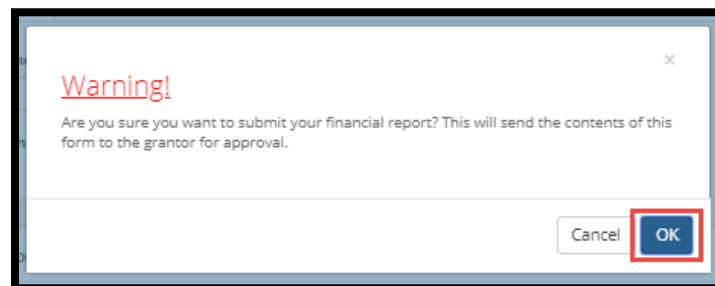 ×
Warning!
Are you sure you want to submit your financial report? This will send the contents of this
form to the grantor for approval.
Cancel OK